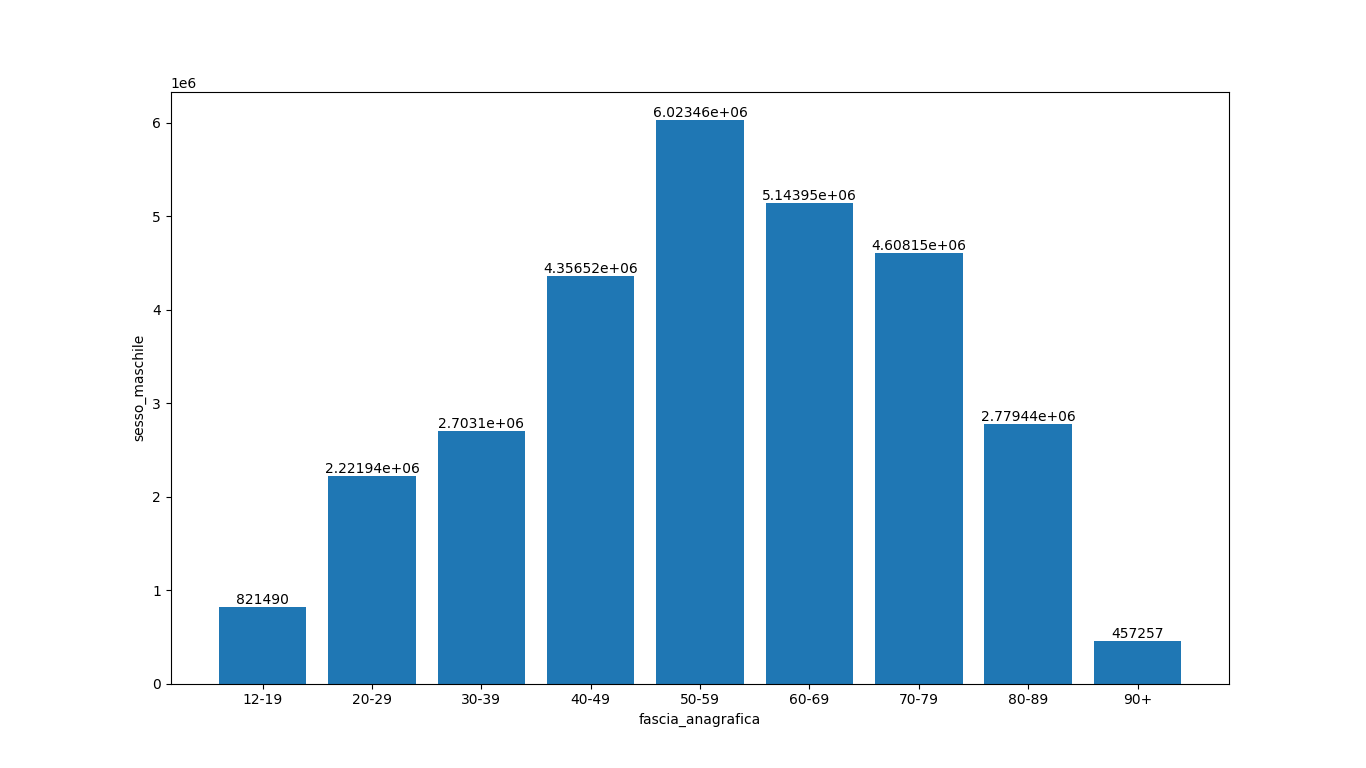 1e6
6
5
4
3
2
1
0
sesso_maschile
821490
2.22194e+06
2.7031e+06
4.35652e+06
6.02346e+06
5.14395e+06
4.60815e+06
2.77944e+06
457257
12-19
20-29
30-39
40-49
50-59
60-69
70-79
80-89
90+
fascia_anagrafica